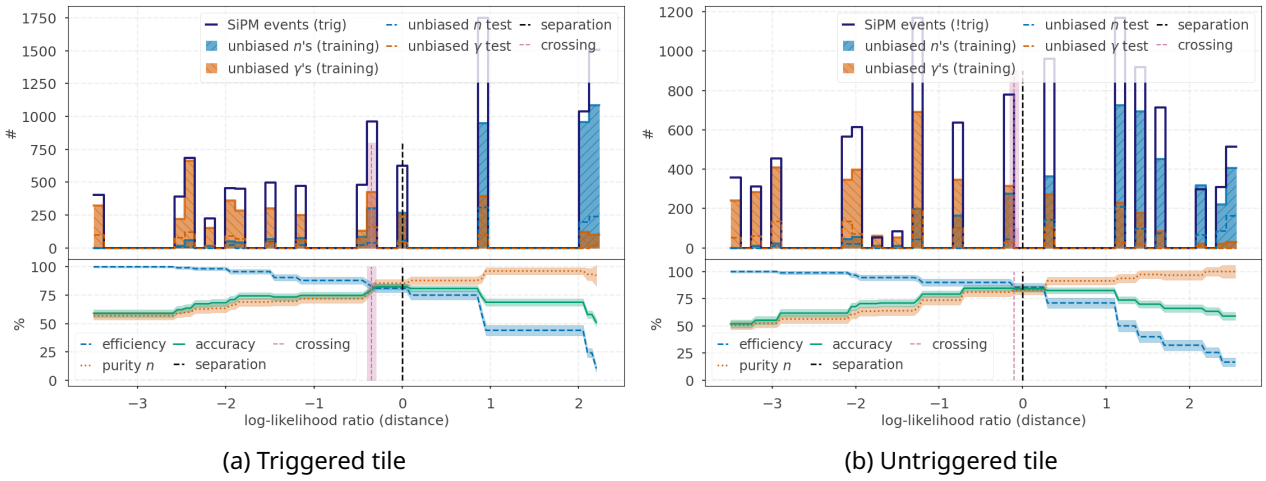 1750
1500
1250
1000
750
500
250
0
#
SiPM events (trig)
unbiased n's (training)
unbiased γ's (training)
unbiased n test
unbiased γ test
separation
crossing
100
75
50
25
0
%
efficiency
purity n
accuracy
separation
crossing
−3 −2 −1 0 1 2
log-likelihood ratio (distance)
(a) Triggered tile
1200
1000
800
600
400
200
0
#
SiPM events (!trig)
unbiased n's (training)
unbiased γ's (training)
unbiased n test
unbiased γ test
separation
crossing
100
75
50
25
0
%
efficiency
purity n
accuracy
separation
crossing
−3 −2 −1 0 1 2
log-likelihood ratio (distance)
(b) Untriggered tile